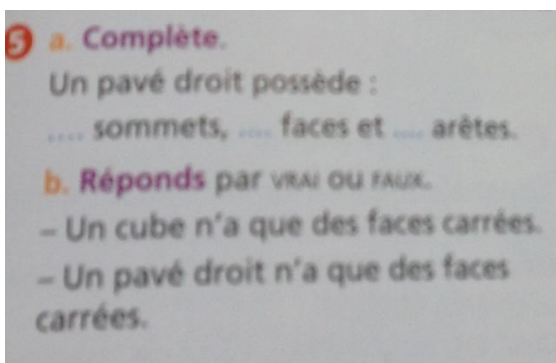 5 a. Complète.
Un pavé droit possède :
.... sommets, .... faces et .... arêtes.
b. Réponds par VRAI OU FAUX.
– Un cube n'a que des faces carrées.
– Un pavé droit n'a que des faces
carrées.